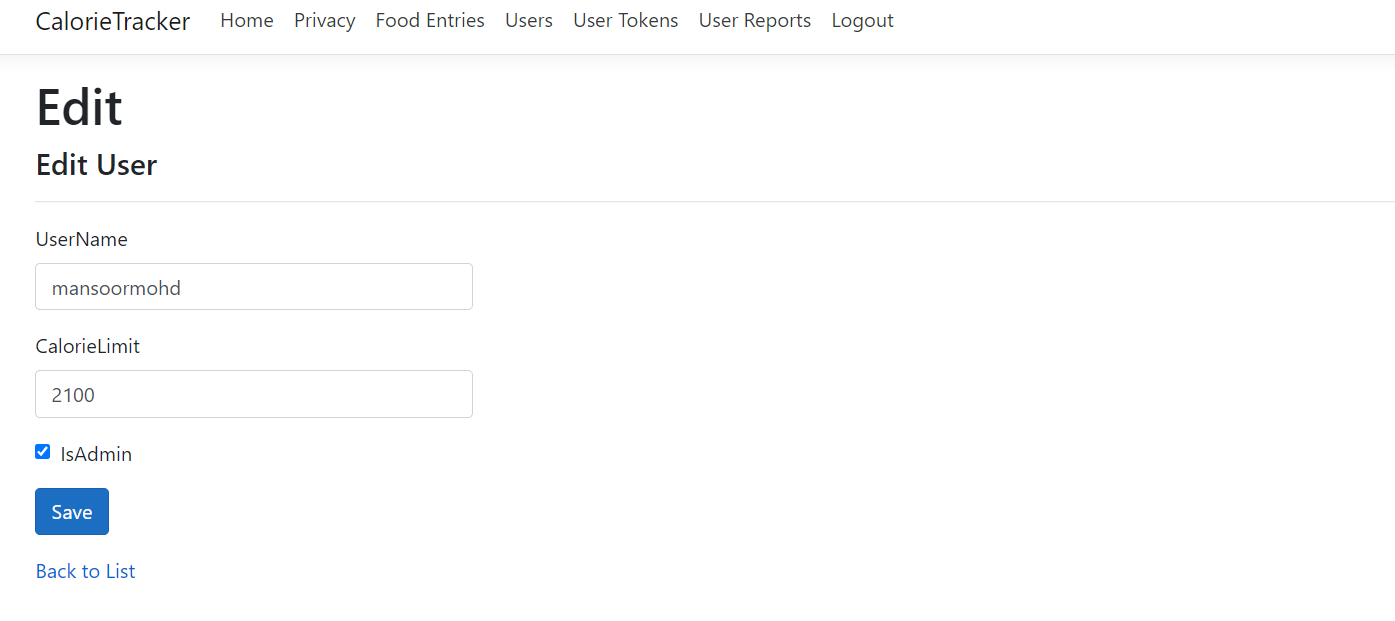 CalorieTracker Home Privacy Food Entries Users User Tokens User Reports Logout
Edit
Edit User
UserName
mansoormohd
CalorieLimit
2100
IsAdmin
Save
Back to List